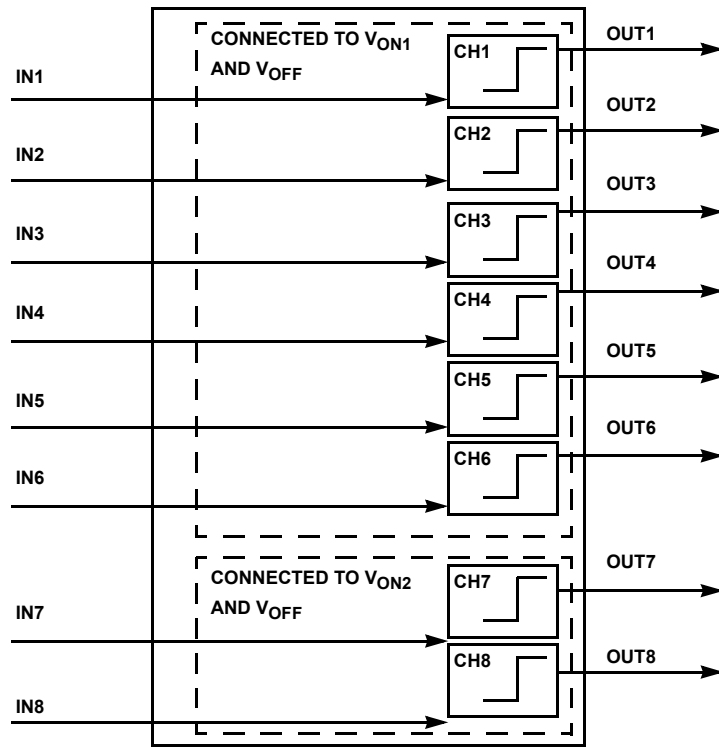 CONNECTED TO VON1
AND VOFF
IN1
CH1
OUT1
IN2
CH2
OUT2
IN3
CH3
OUT3
IN4
CH4
OUT4
IN5
CH5
OUT5
IN6
CH6
OUT6
CONNECTED TO VON2
AND VOFF
IN7
CH7
OUT7
IN8
CH8
OUT8